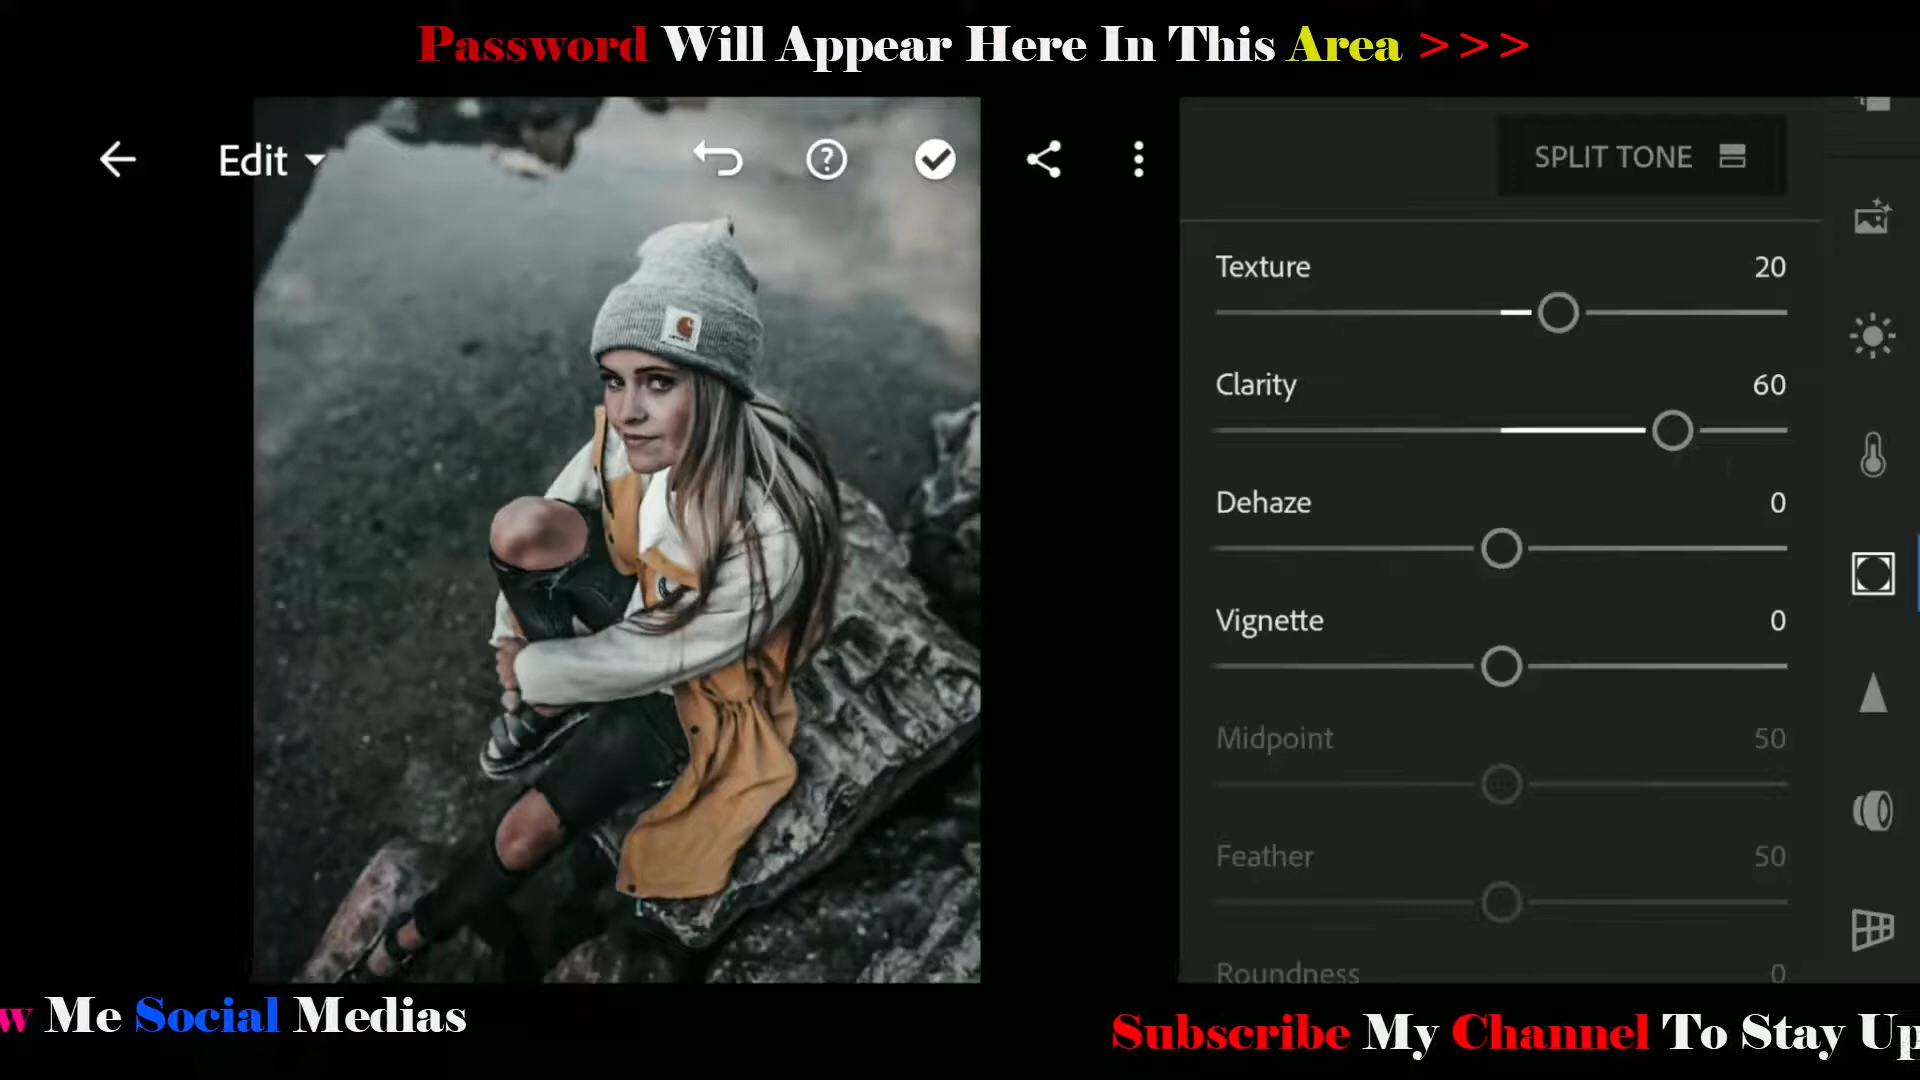 Password Will Appear Here In This Area >>>
Edit
SPLIT TONE
Texture 20
Clarity 60
Dehaze 0
Vignette 0
Midpoint 50
Feather 50
Roundness 0
w Me Social Medias
Subscribe My Channel To Stay Up